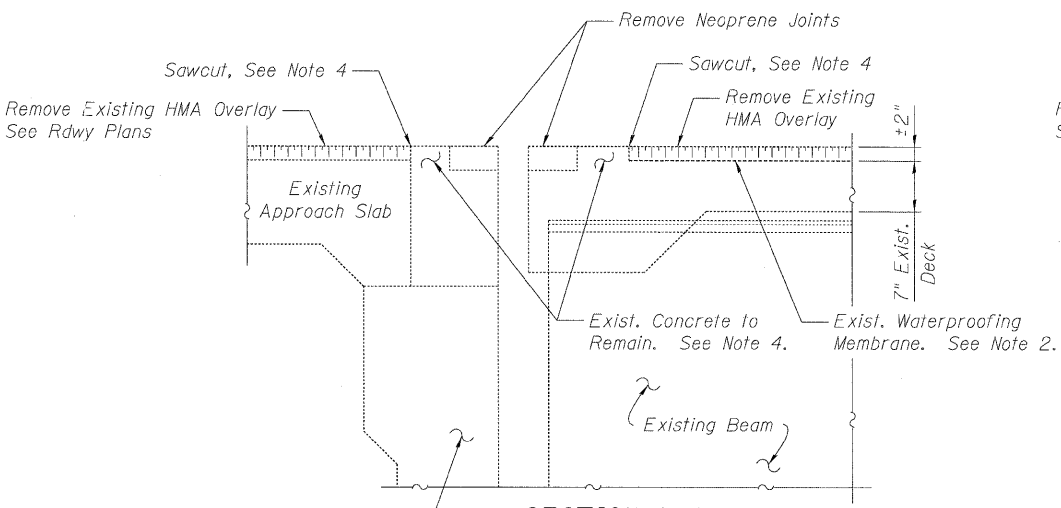 Remove Neoprene Joints
Sawcut, See Note 4
Sawcut, See Note 4
Remove Existing HMA Overlay
See Rdwy Plans
Remove Existing
HMA Overlay
±2"
Existing
Approach Slab
7" Exist.
Deck
Exist. Concrete to
Remain. See Note 4.
Exist. Waterproofing
Membrane. See Note 2.
Existing Beam